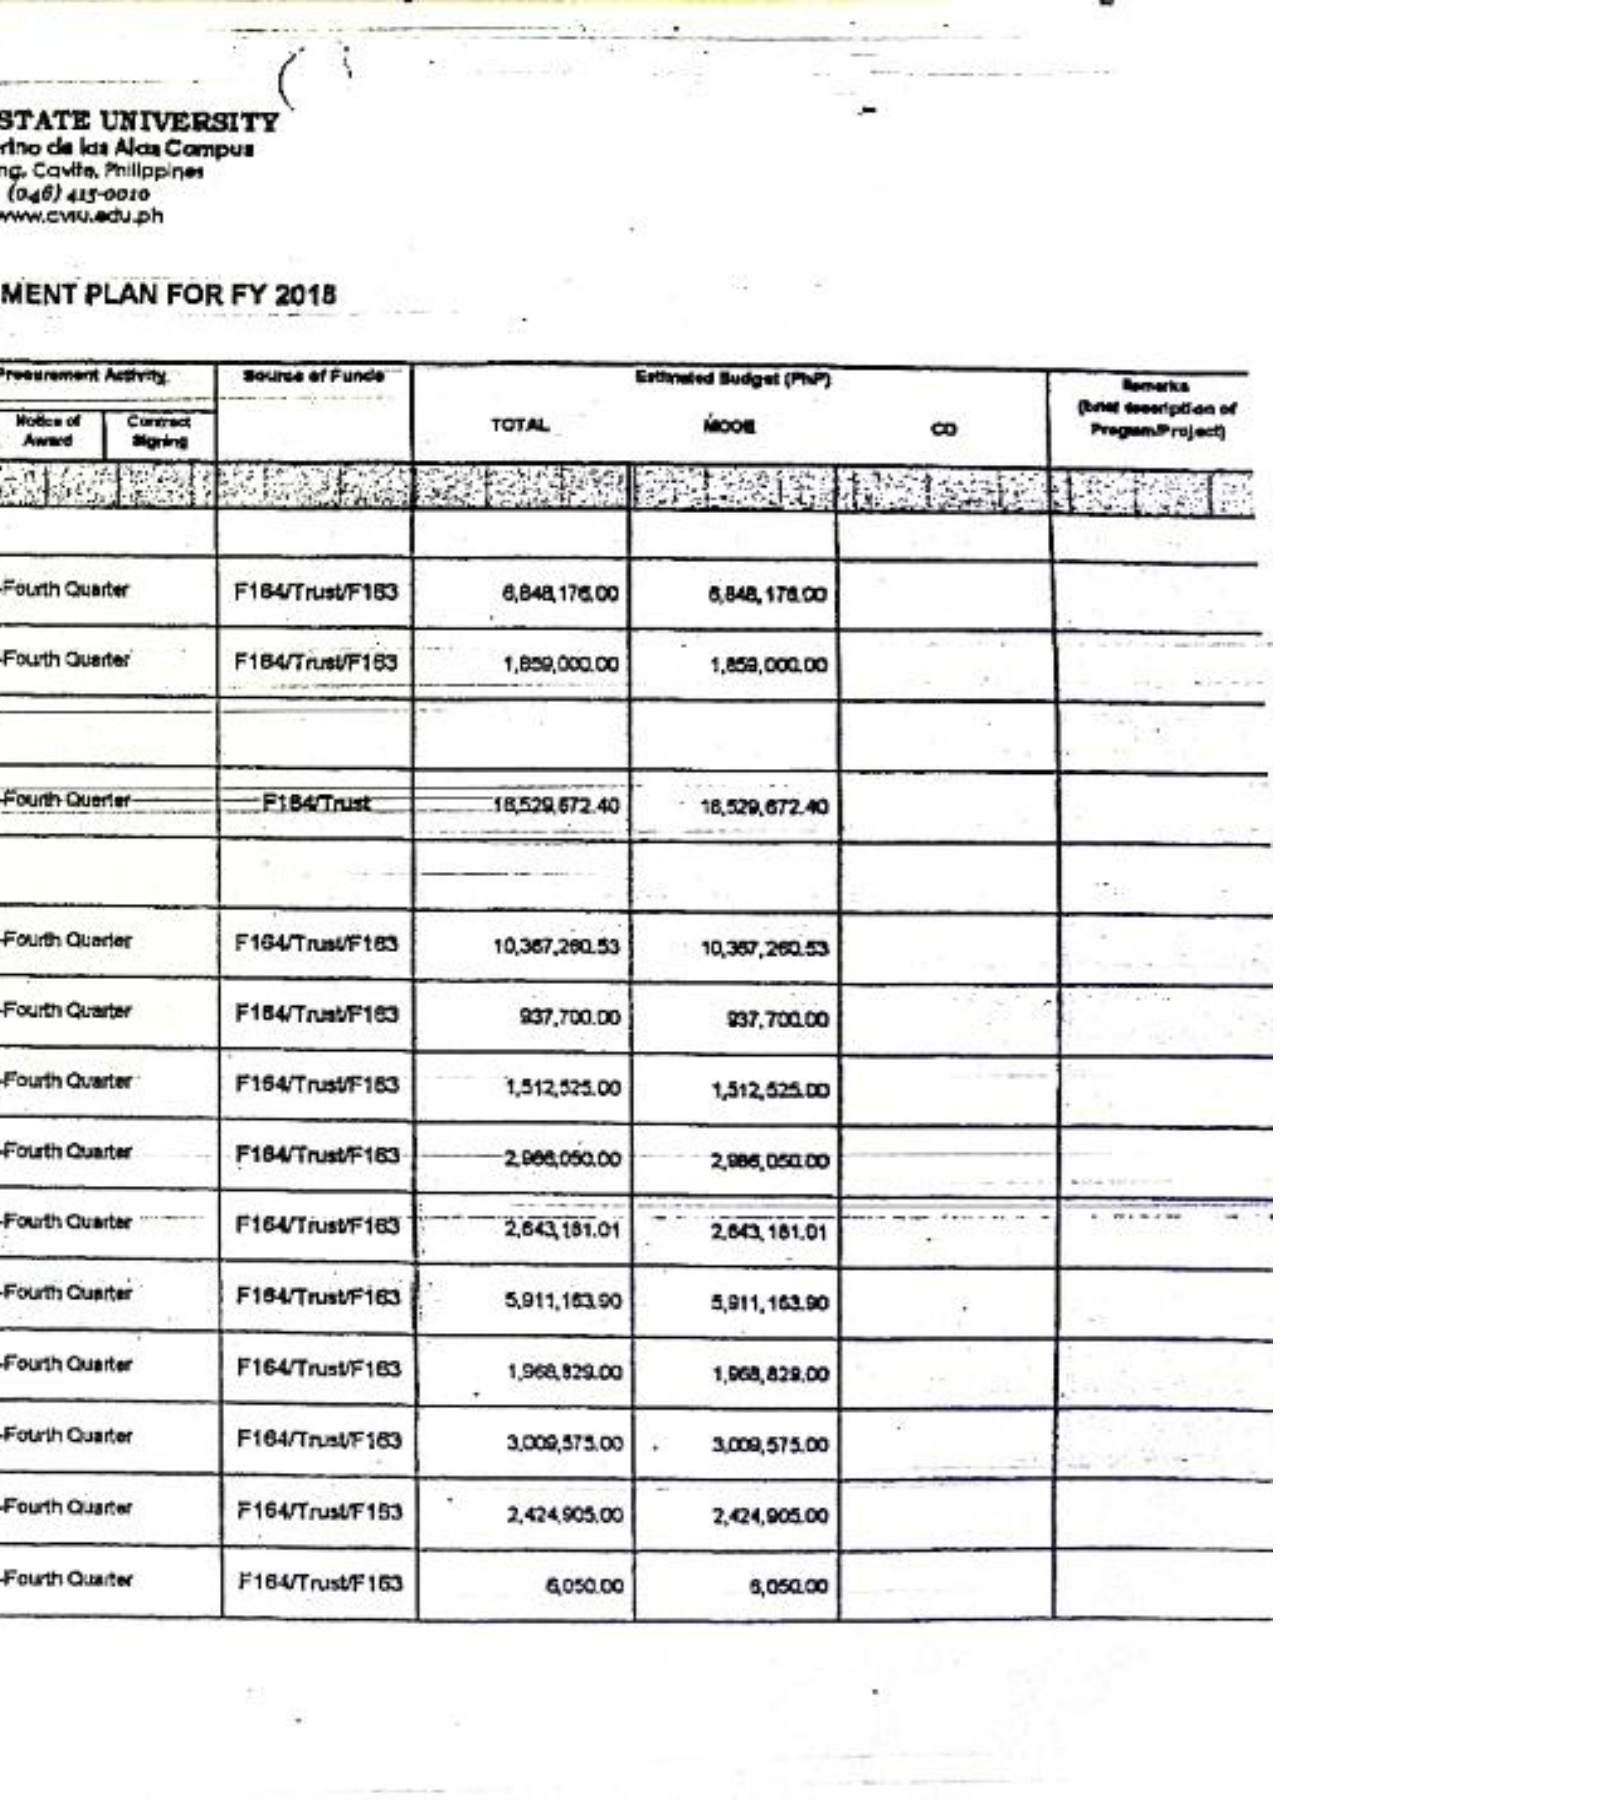 STATE UNIVERSITY
rino de las Alas Campus
ng, Cavite, Philippines
(046) 415-0010
www.cvsu.edu.ph
MENT PLAN FOR FY 2018
Procurement Activity Source of Funds Estimated Budget (PhP) Remarks
(brief description of
Program/Project)
Notice of Award Contract Signing TOTAL MOOE CO
-Fourth Quarter F164/Trust/F163 6,848,176.00 6,848,176.00
-Fourth Quarter F164/Trust/F163 1,859,000.00 1,859,000.00
-Fourth Quarter F164/Trust 16,529,672.40 16,529,672.40
-Fourth Quarter F164/Trust/F163 10,367,260.53 10,367,260.53
-Fourth Quarter F164/Trust/F163 937,700.00 937,700.00
-Fourth Quarter F164/Trust/F163 1,512,525.00 1,512,525.00
-Fourth Quarter F164/Trust/F163 2,986,050.00 2,986,050.00
-Fourth Quarter F164/Trust/F163 2,643,181.01 2,643,181.01
-Fourth Quarter F164/Trust/F163 5,911,163.90 5,911,163.90
-Fourth Quarter F164/Trust/F163 1,968,829.00 1,968,829.00
-Fourth Quarter F164/Trust/F163 3,009,575.00 3,009,575.00
-Fourth Quarter F164/Trust/F163 2,424,905.00 2,424,905.00
-Fourth Quarter F164/Trust/F163 6,050.00 6,050.00